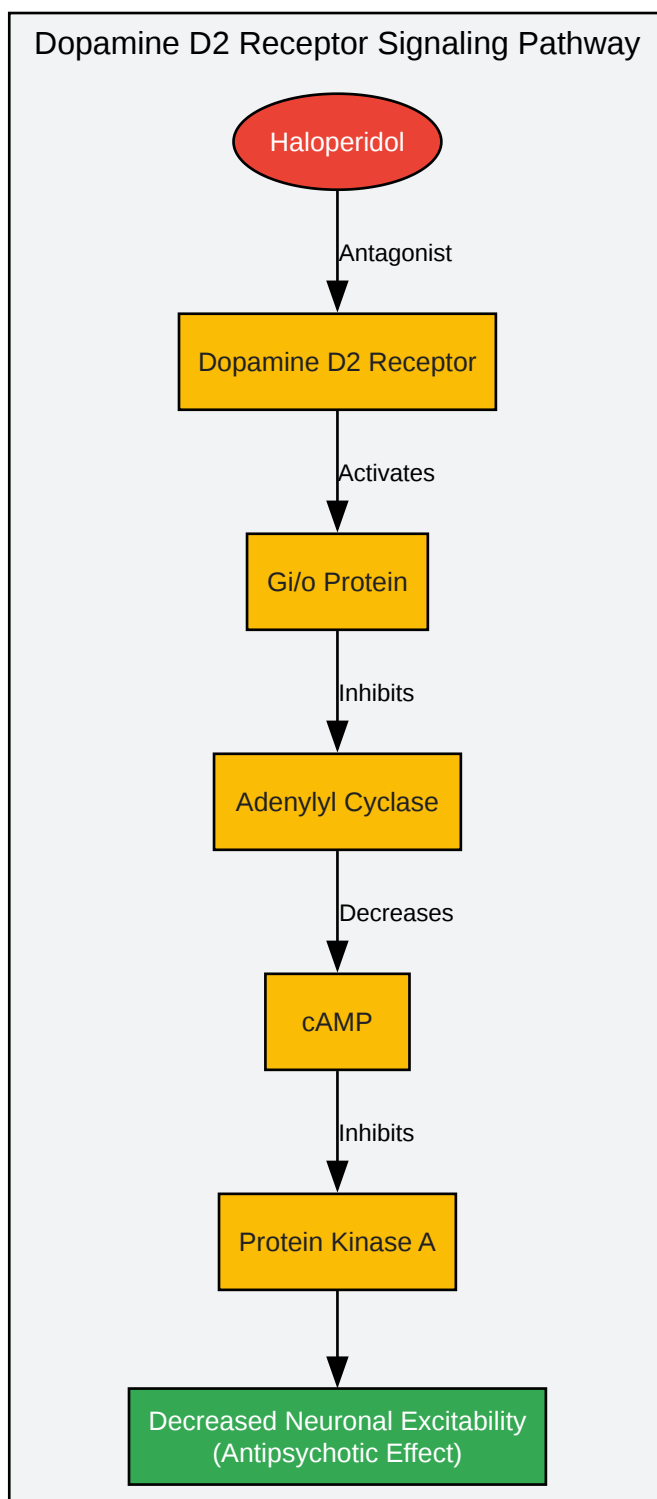 Dopamine D2 Receptor Signaling Pathway
Haloperidol
Antagonist
Dopamine D2 Receptor
Activates
Gi/o Protein
Inhibits
Adenylyl Cyclase
Decreases
cAMP
Inhibits
Protein Kinase A
Decreased Neuronal Excitability
(Antipsychotic Effect)